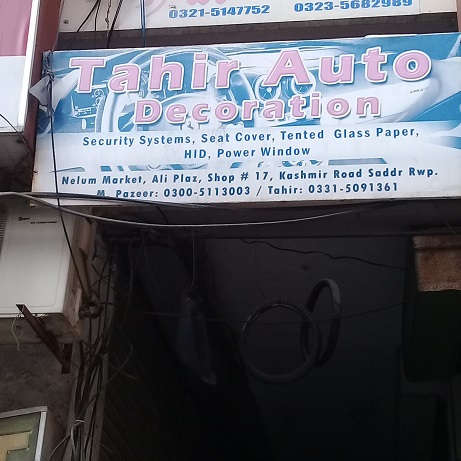 0321-5147752 0323-5682989
Tahir Auto
Decoration
Security Systems, Seat Cover, Tented Glass Paper,
HID, Power Window
Nelum Market, Ali Plaz, Shop # 17, Kashmir Road Saddr Rwp.
M. Pazeer: 0300-5113003 / Tahir: 0331-5091361